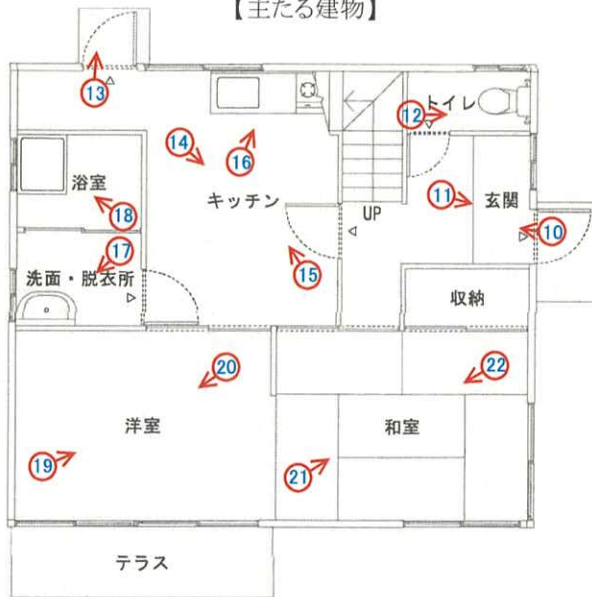 【主たる建物】
13
12
トイレ
14
16
浴室
18
キッチン
11
玄関
UP
10
17
洗面・脱衣所
15
収納
20
22
洋室
和室
19
21
テラス